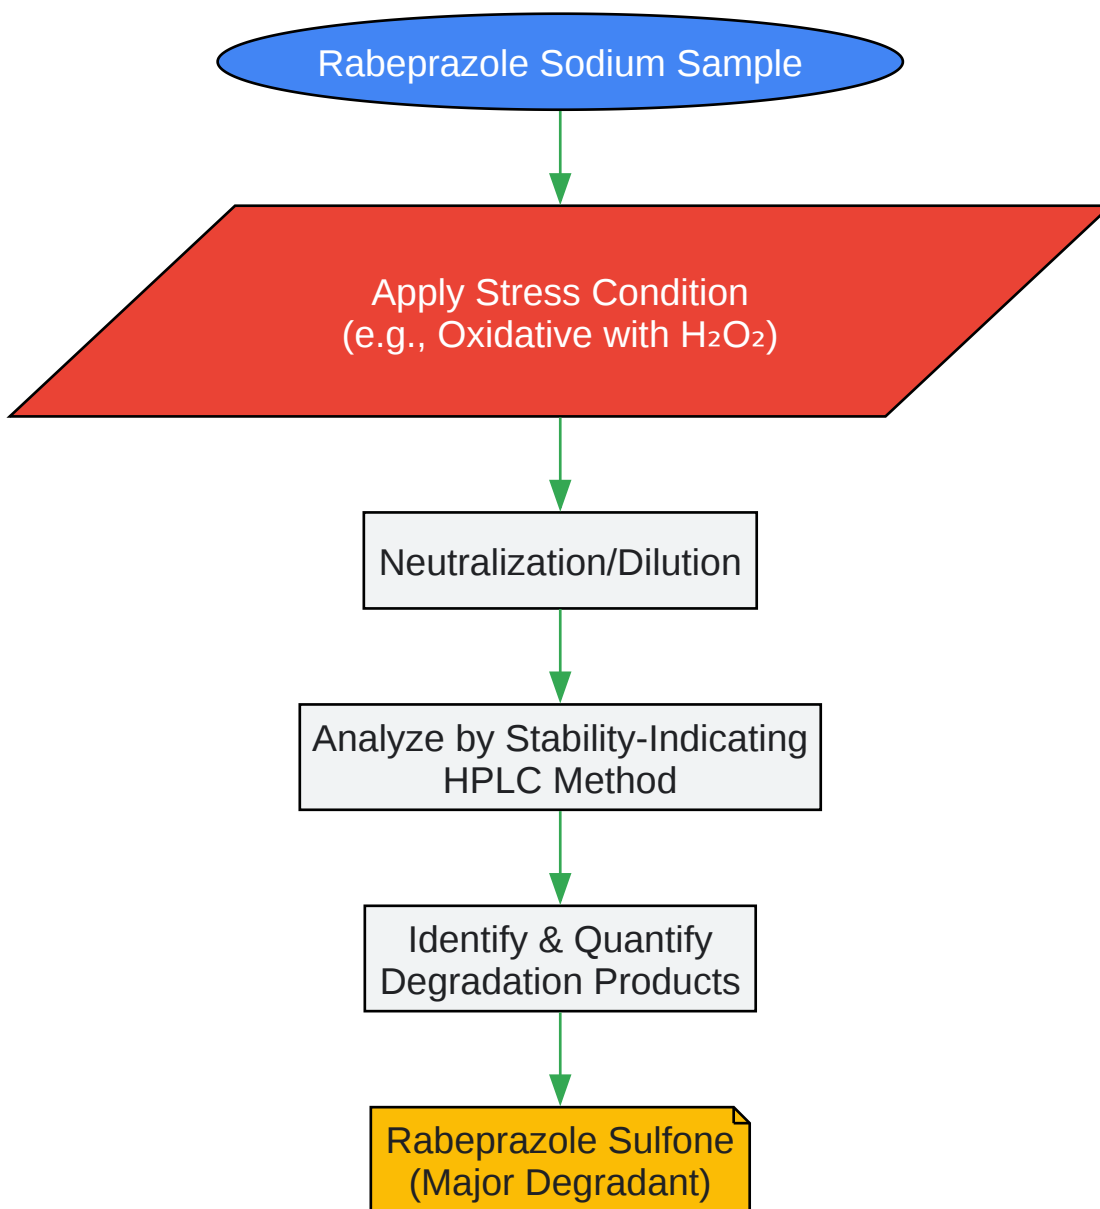 Rabeprazole Sodium Sample
Apply Stress Condition
(e.g., Oxidative with H₂O₂)
Neutralization/Dilution
Analyze by Stability-Indicating
HPLC Method
Identify & Quantify
Degradation Products
Rabeprazole Sulfone
(Major Degradant)